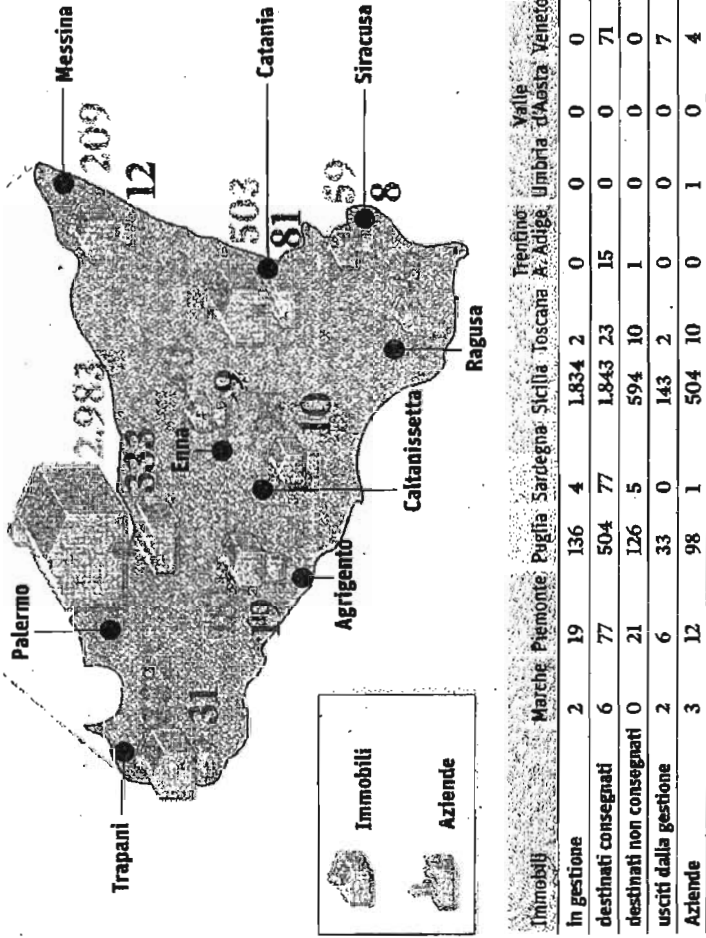 Messina
209
12
Palermo
2.983
333
Catania
503
81
Siracusa
59
8
Enna
9
Trapani
31
10
Caltanissetta
Ragusa
Agrigento
19
Immobili
Aziende
Immobili Marche Piemonte Puglia Sardegna Sicilia Toscana Trentino A. Adige Umbria Valle d'Aosta Veneto
in gestione 2 19 136 4 1.834 2 0 0 0 0
destinati consegnati 6 77 504 77 1.843 23 15 0 0 71
destinati non consegnati 0 21 126 5 594 10 1 0 0 0
usciti dalla gestione 2 6 33 0 143 2 0 0 0 7
Aziende 3 12 98 1 504 10 0 1 0 4